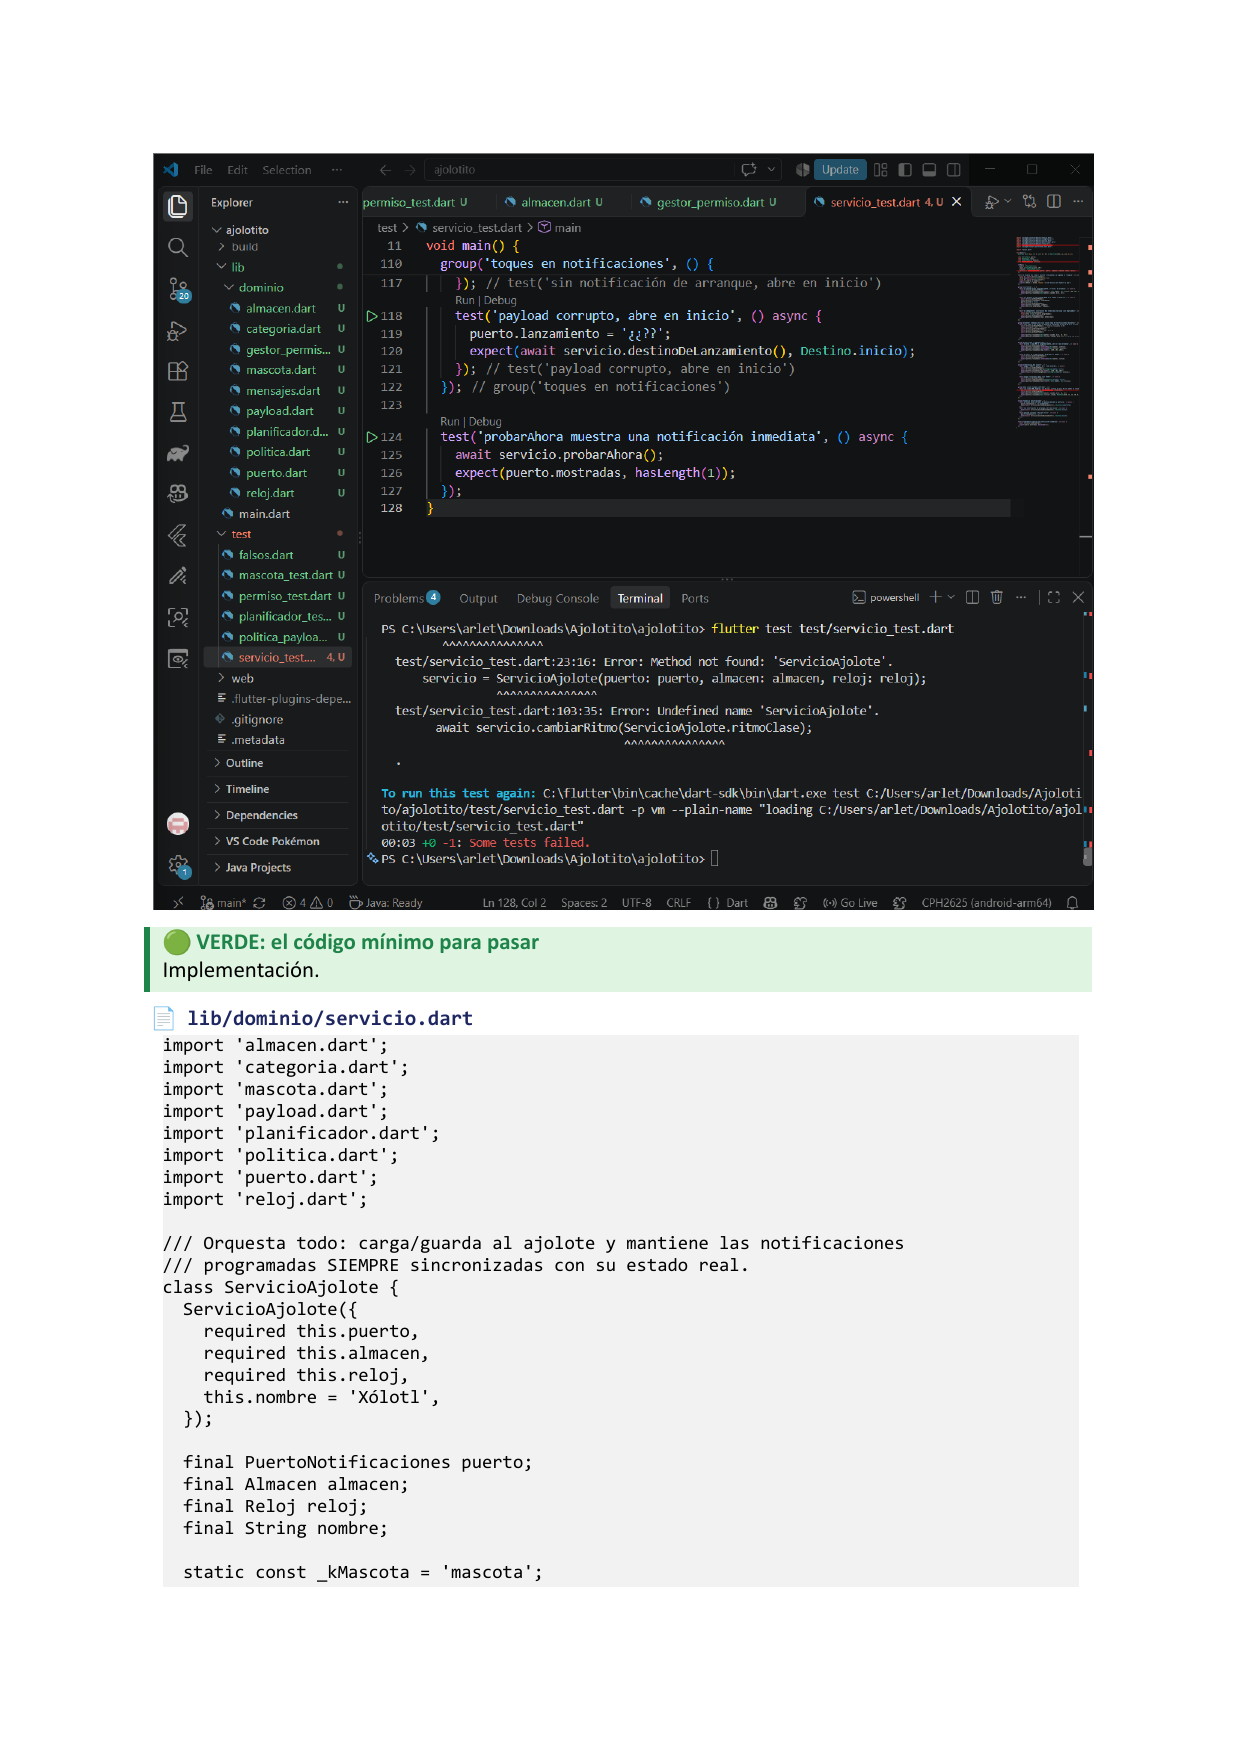 File Edit Selection ··· ajolotito Update
Explorer ···
permiso_test.dart U almacen.dart U gestor_permiso.dart U servicio_test.dart 4, U
test > servicio_test.dart > main
ajolotito
build
lib
dominio
almacen.dart U
categoria.dart U
gestor_permis... U
mascota.dart U
mensajes.dart U
payload.dart U
planificador.d... U
politica.dart U
puerto.dart U
reloj.dart U
main.dart
test
falsos.dart U
mascota_test.dart U
permiso_test.dart U
planificador_tes... U
politica_payloa... U
servicio_test.... 4, U
web
.flutter-plugins-depe...
.gitignore
.metadata
Outline
Timeline
Dependencies
VS Code Pokémon
Java Projects
20
1
11 void main() {
110 group('toques en notificaciones', () {
117 }); // test('sin notificación de arranque, abre en inicio')
Run | Debug
118 test('payload corrupto, abre en inicio', () async {
119 puerto.lanzamiento = '¿¿??';
120 expect(await servicio.destinoDeLanzamiento(), Destino.inicio);
121 }); // test('payload corrupto, abre en inicio')
122 }); // group('toques en notificaciones')
123
Run | Debug
124 test('probarAhora muestra una notificación inmediata', () async {
125 await servicio.probarAhora();
126 expect(puerto.mostradas, hasLength(1));
127 });
128 }
Problems 4 Output Debug Console Terminal Ports powershell
PS C:\Users\arlet\Downloads\Ajolotito\ajolotito> flutter test test/servicio_test.dart
^^^^^^^^^^^^^^^
test/servicio_test.dart:23:16: Error: Method not found: 'ServicioAjolote'.
servicio = ServicioAjolote(puerto: puerto, almacen: almacen, reloj: reloj);
^^^^^^^^^^^^^^^
test/servicio_test.dart:103:35: Error: Undefined name 'ServicioAjolote'.
await servicio.cambiarRitmo(ServicioAjolote.ritmoClase);
^^^^^^^^^^^^^^^
.
To run this test again: C:\flutter\bin\cache\dart-sdk\bin\dart.exe test C:/Users/arlet/Downloads/Ajoloti
to/ajolotito/test/servicio_test.dart -p vm --plain-name "loading C:/Users/arlet/Downloads/Ajolotito/ajol
otito/test/servicio_test.dart"
00:03 +0 -1: Some tests failed.
PS C:\Users\arlet\Downloads\Ajolotito\ajolotito>
main* 4 0 Java: Ready Ln 128, Col 2 Spaces: 2 UTF-8 CRLF { } Dart Go Live CPH2625 (android-arm64)
VERDE: el código mínimo para pasar
Implementación.
lib/dominio/servicio.dart
import 'almacen.dart';
import 'categoria.dart';
import 'mascota.dart';
import 'payload.dart';
import 'planificador.dart';
import 'politica.dart';
import 'puerto.dart';
import 'reloj.dart';
/// Orquesta todo: carga/guarda al ajolote y mantiene las notificaciones
/// programadas SIEMPRE sincronizadas con su estado real.
class ServicioAjolote {
ServicioAjolote({
required this.puerto,
required this.almacen,
required this.reloj,
this.nombre = 'Xólotl',
});
final PuertoNotificaciones puerto;
final Almacen almacen;
final Reloj reloj;
final String nombre;
static const _kMascota = 'mascota';